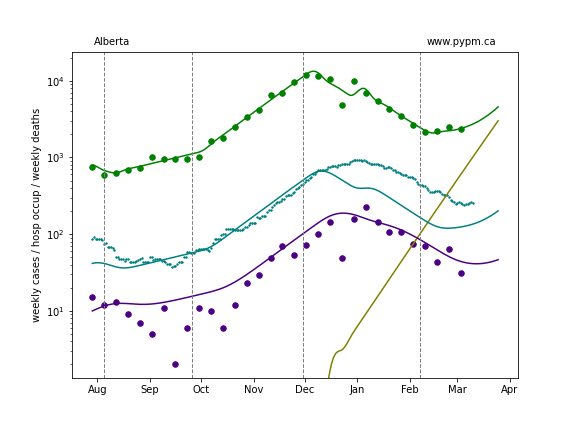 Alberta
www.pypm.ca
weekly cases / hosp occup / weekly deaths
10⁴
10³
10²
10¹
Aug Sep Oct Nov Dec Jan Feb Mar Apr